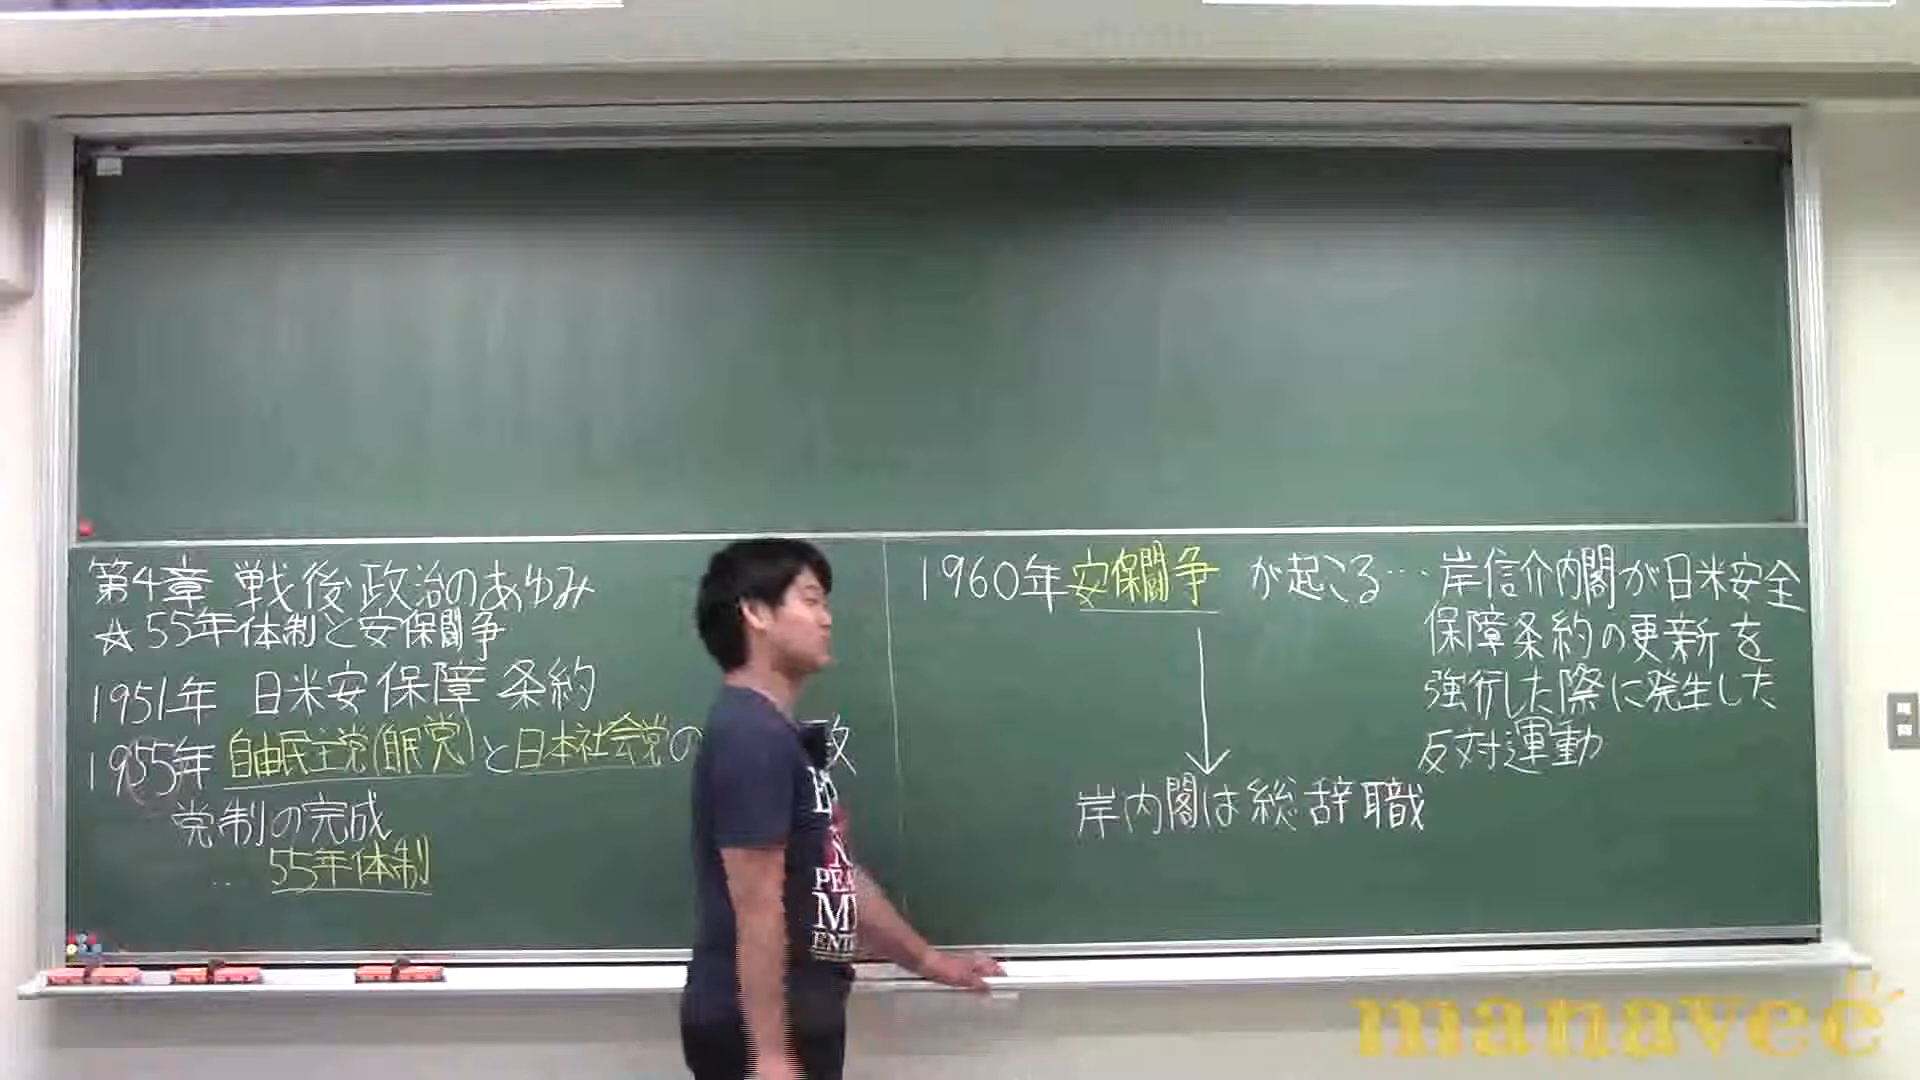 第4章 戦後政治のあゆみ
☆55年体制と安保闘争
1951年 日米安保障条約
1955年 自由民主党(自民党)と日本社会党の
党制の完成
… 55年体制
1960年安保闘争 が起こる… 岸信介内閣が日米安全
保障条約の更新を
強行した際に発生した
反対運動
岸内閣は総辞職
manavee